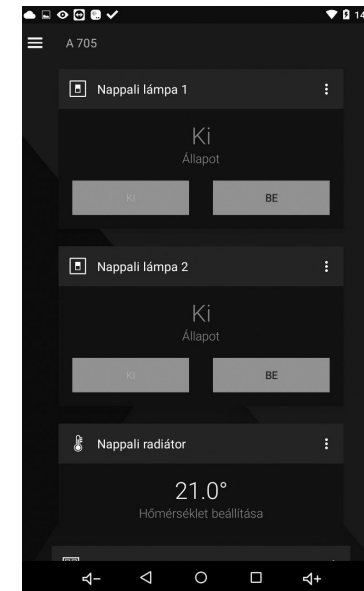 14
A 705
Nappali lámpa 1
Ki
Állapot
KI
BE
Nappali lámpa 2
Ki
Állapot
KI
BE
Nappali radiátor
21.0°
Hőmérséklet beállítása